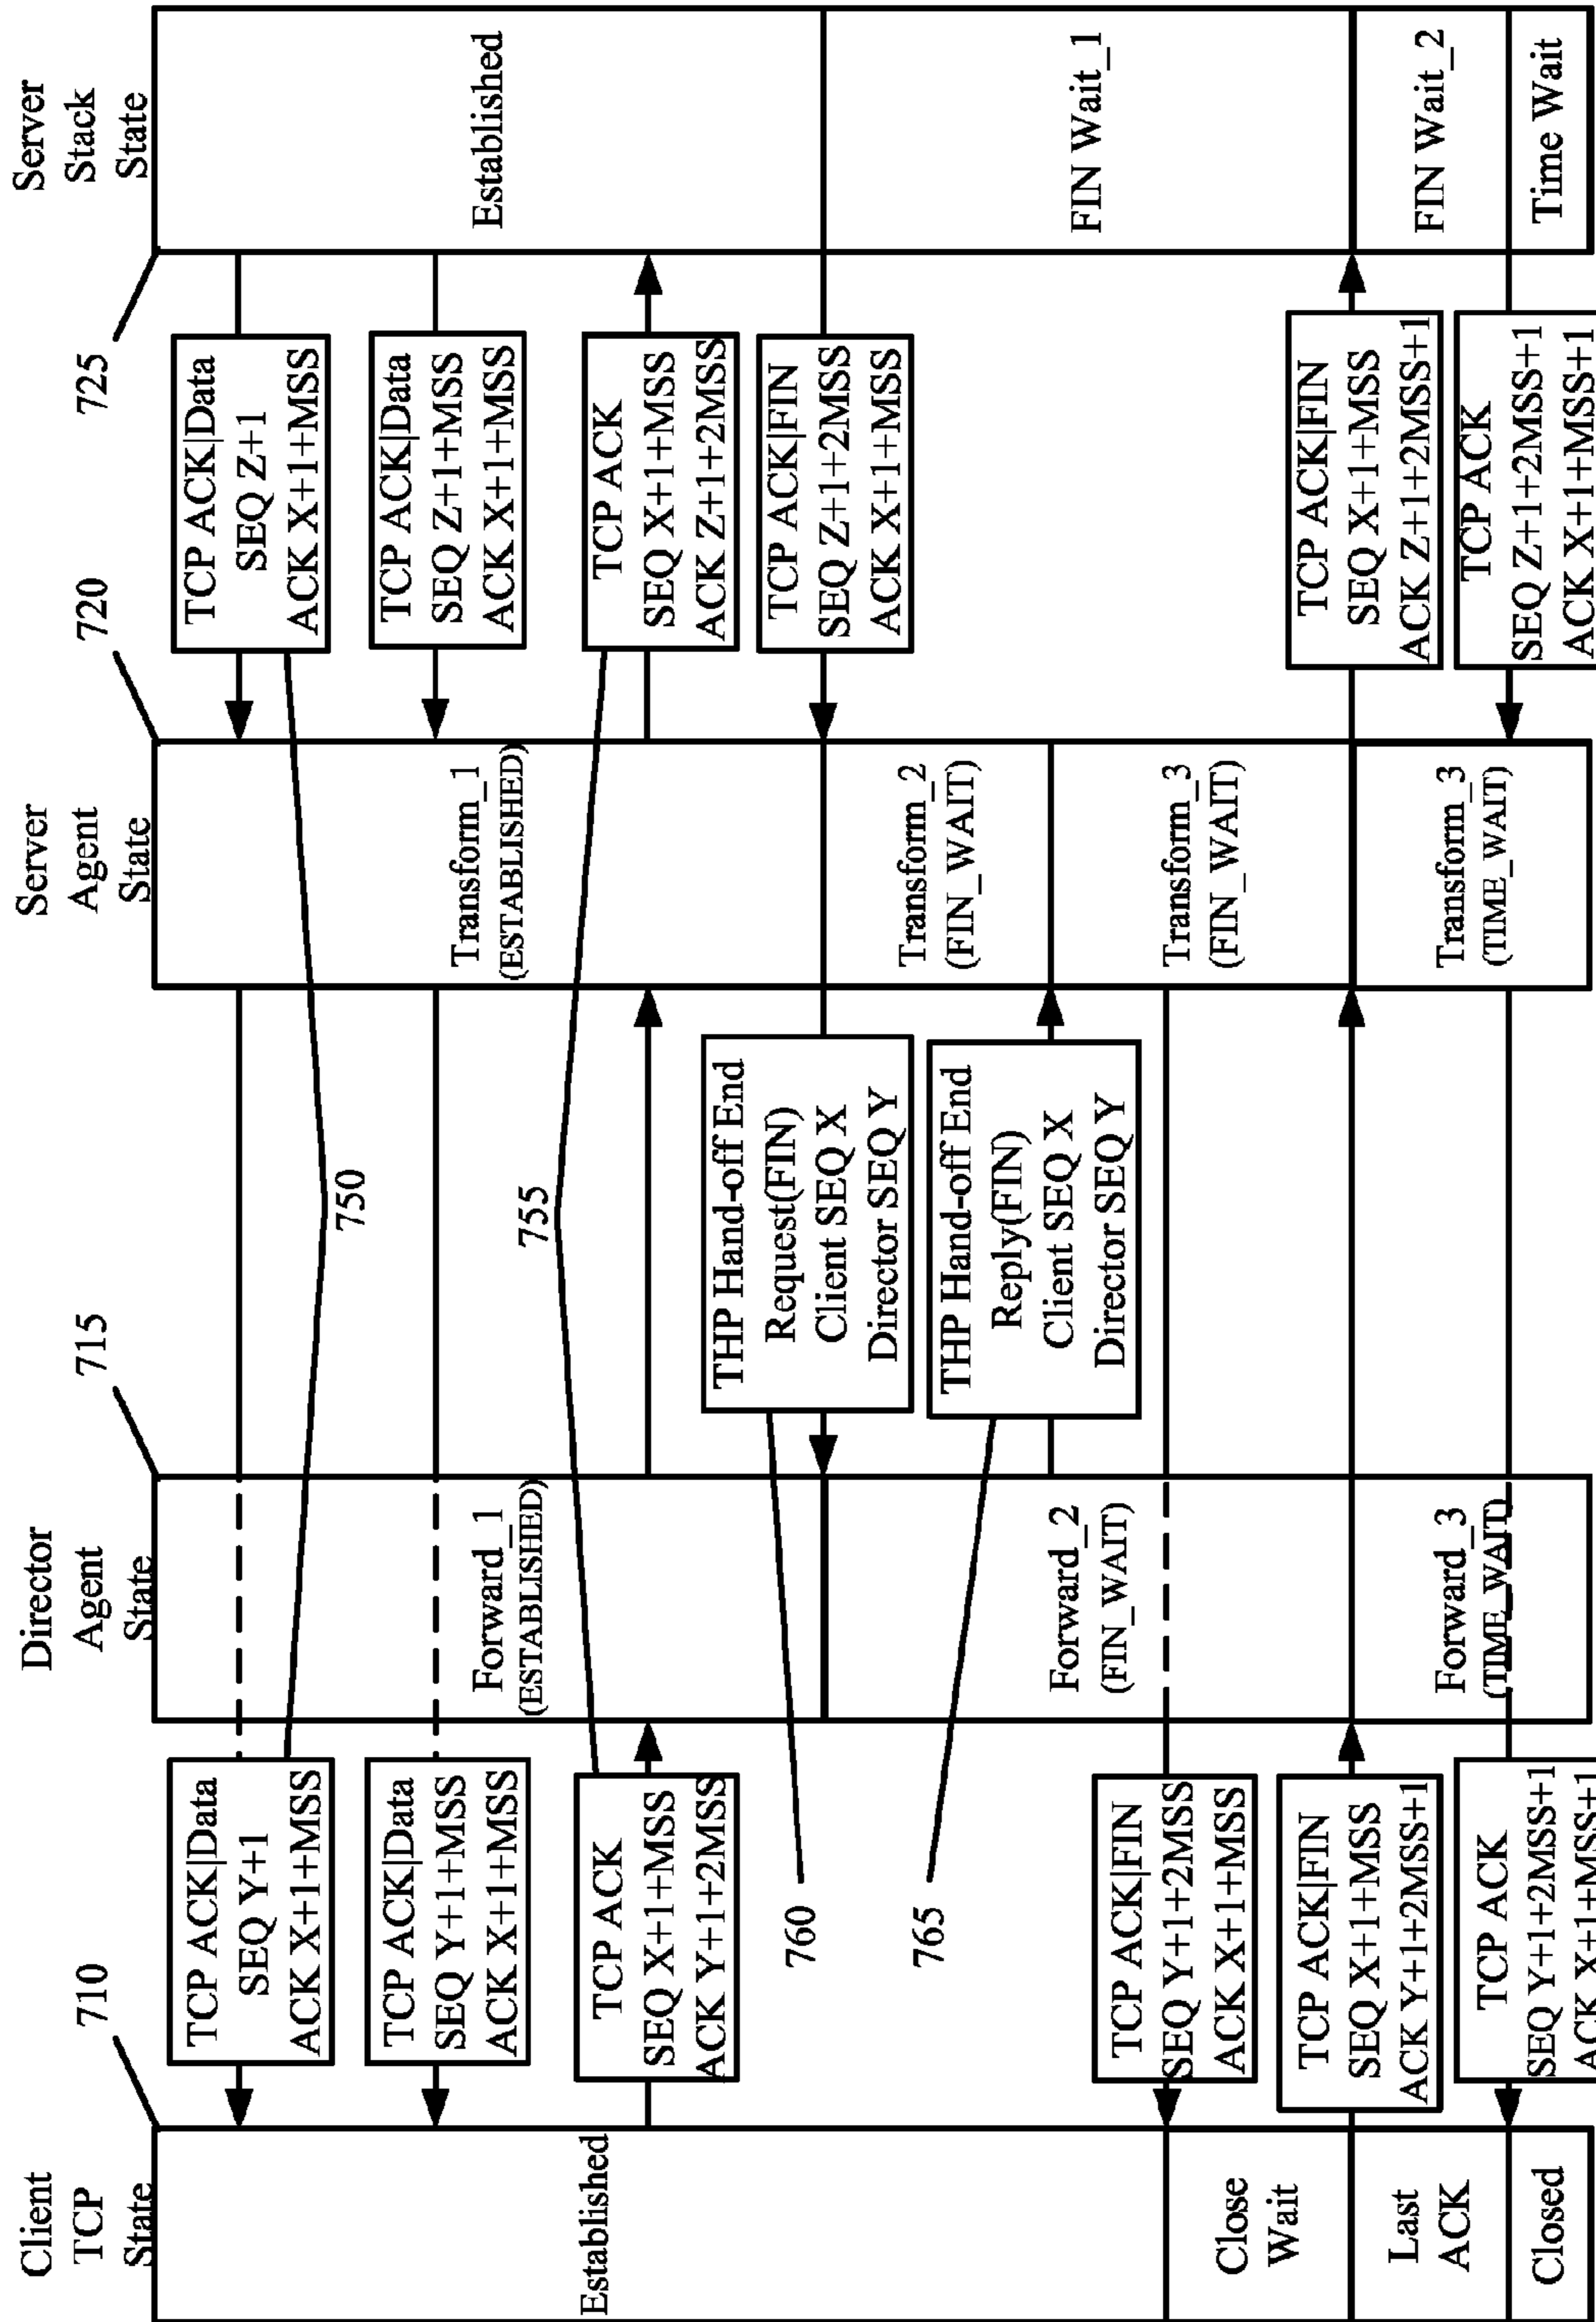 Client
TCP
State
Director
Agent
State
Server
Agent
State
Server
Stack
State
710
715
720
725
Established
Close
Wait
Last
ACK
Closed
TCP ACK|Data
SEQ Y+1
ACK X+1+MSS
TCP ACK|Data
SEQ Y+1+MSS
ACK X+1+MSS
TCP ACK
SEQ X+1+MSS
ACK Y+1+2MSS
760
765
TCP ACK|FIN
SEQ Y+1+2MSS
ACK X+1+MSS
TCP ACK|FIN
SEQ X+1+MSS
ACK Y+1+2MSS+1
TCP ACK
SEQ Y+1+2MSS+1
ACK X+1+MSS+1
Forward_1
(ESTABLISHED)
Forward_2
(FIN_WAIT)
Forward_3
(TIME_WAIT)
750
755
THP Hand-off End
Request(FIN)
Client SEQ X
Director SEQ Y
THP Hand-off End
Reply(FIN)
Client SEQ X
Director SEQ Y
Transform_1
(ESTABLISHED)
Transform_2
(FIN_WAIT)
Transform_3
(FIN_WAIT)
Transform_3
(TIME_WAIT)
TCP ACK|Data
SEQ Z+1
ACK X+1+MSS
TCP ACK|Data
SEQ Z+1+MSS
ACK X+1+MSS
TCP ACK
SEQ X+1+MSS
ACK Z+1+2MSS
TCP ACK|FIN
SEQ Z+1+2MSS
ACK X+1+MSS
TCP ACK|FIN
SEQ X+1+MSS
ACK Z+1+2MSS+1
TCP ACK
SEQ Z+1+2MSS+1
ACK X+1+MSS+1
Established
FIN Wait_1
FIN Wait_2
Time Wait